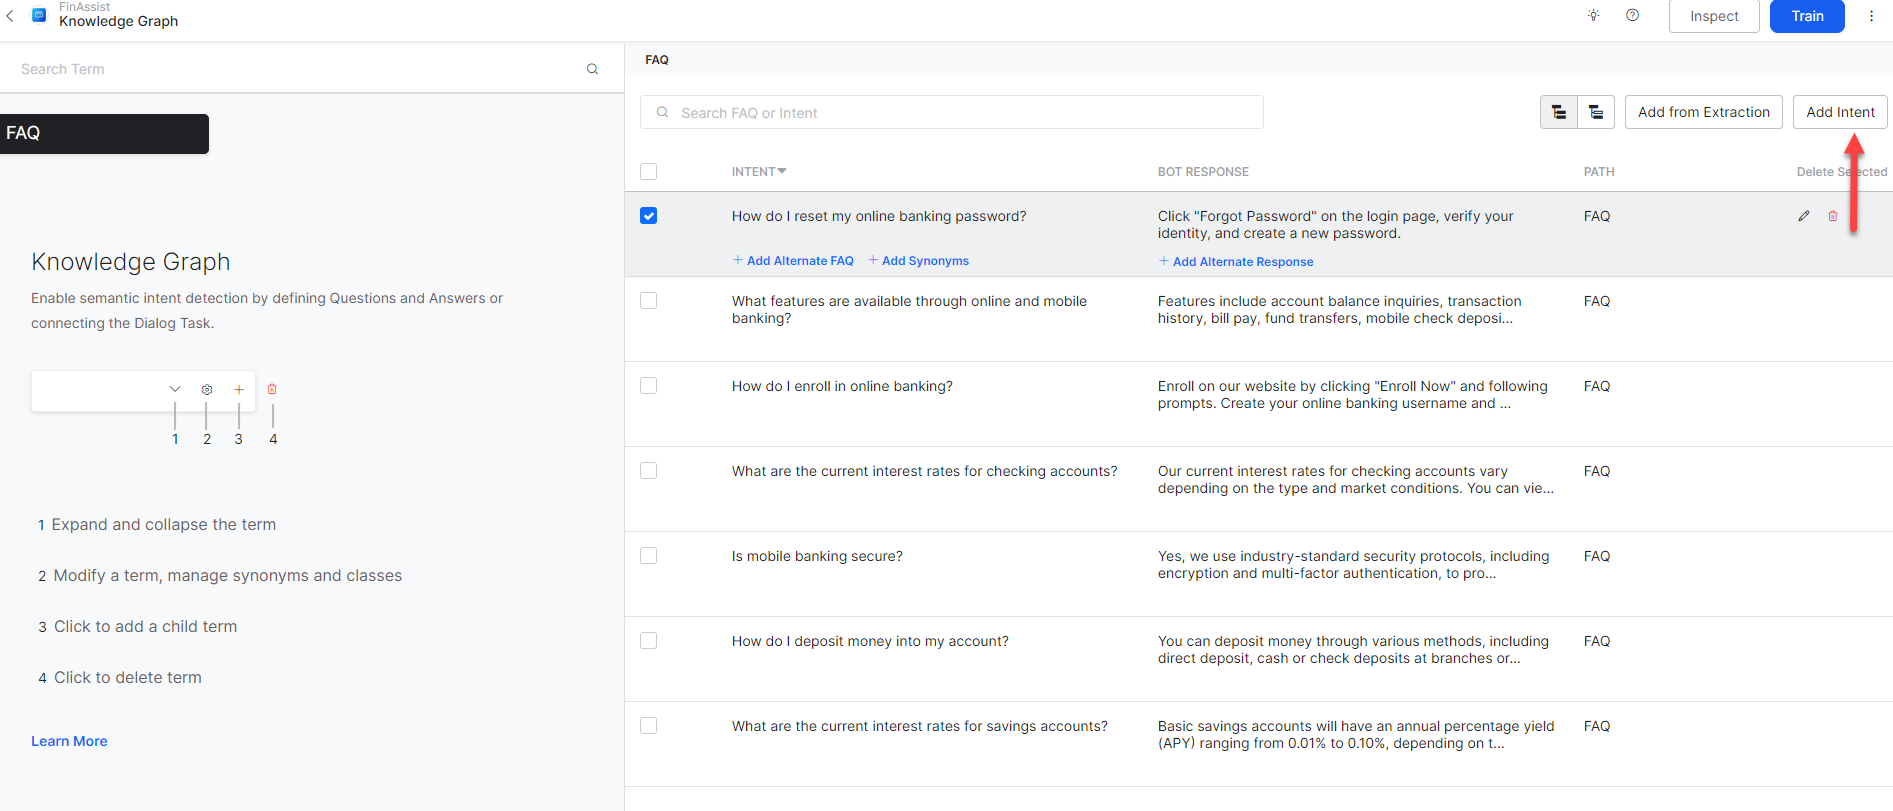 FinAssist
Knowledge Graph
Inspect
Train
Search Term
FAQ
Knowledge Graph
Enable semantic intent detection by defining Questions and Answers or
connecting the Dialog Task.
1 2 3 4
1 Expand and collapse the term
2 Modify a term, manage synonyms and classes
3 Click to add a child term
4 Click to delete term
Learn More
FAQ
Search FAQ or Intent
Add from Extraction
Add Intent
INTENT
BOT RESPONSE
PATH
Delete Selected
How do I reset my online banking password?
+ Add Alternate FAQ + Add Synonyms
Click "Forgot Password" on the login page, verify your
identity, and create a new password.
+ Add Alternate Response
FAQ
What features are available through online and mobile
banking?
Features include account balance inquiries, transaction
history, bill pay, fund transfers, mobile check deposi...
FAQ
How do I enroll in online banking?
Enroll on our website by clicking "Enroll Now" and following
prompts. Create your online banking username and ...
FAQ
What are the current interest rates for checking accounts?
Our current interest rates for checking accounts vary
depending on the type and market conditions. You can vie...
FAQ
Is mobile banking secure?
Yes, we use industry-standard security protocols, including
encryption and multi-factor authentication, to pro...
FAQ
How do I deposit money into my account?
You can deposit money through various methods, including
direct deposit, cash or check deposits at branches or...
FAQ
What are the current interest rates for savings accounts?
Basic savings accounts will have an annual percentage yield
(APY) ranging from 0.01% to 0.10%, depending on t...
FAQ